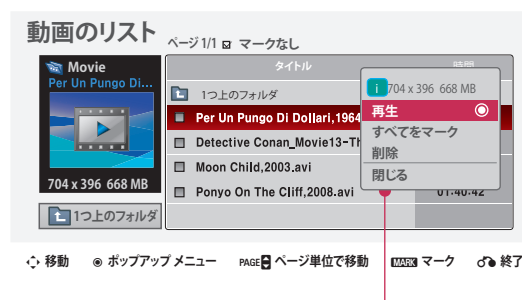 動画のリスト
ページ 1/1 マークなし
Movie
Per Un Pungo Di...
704 x 396 668 MB
1つ上のフォルダ
タイトル 時間
1つ上のフォルダ
Per Un Pungo Di Dollari,1964
Detective Conan_Movie13-Th
Moon Child,2003.avi
Ponyo On The Cliff,2008.avi 01:40:42
i 704 x 396 668 MB
再生
すべてをマーク
削除
閉じる
移動 ポップアップ メニュー PAGE ページ単位で移動 MARK マーク 終了